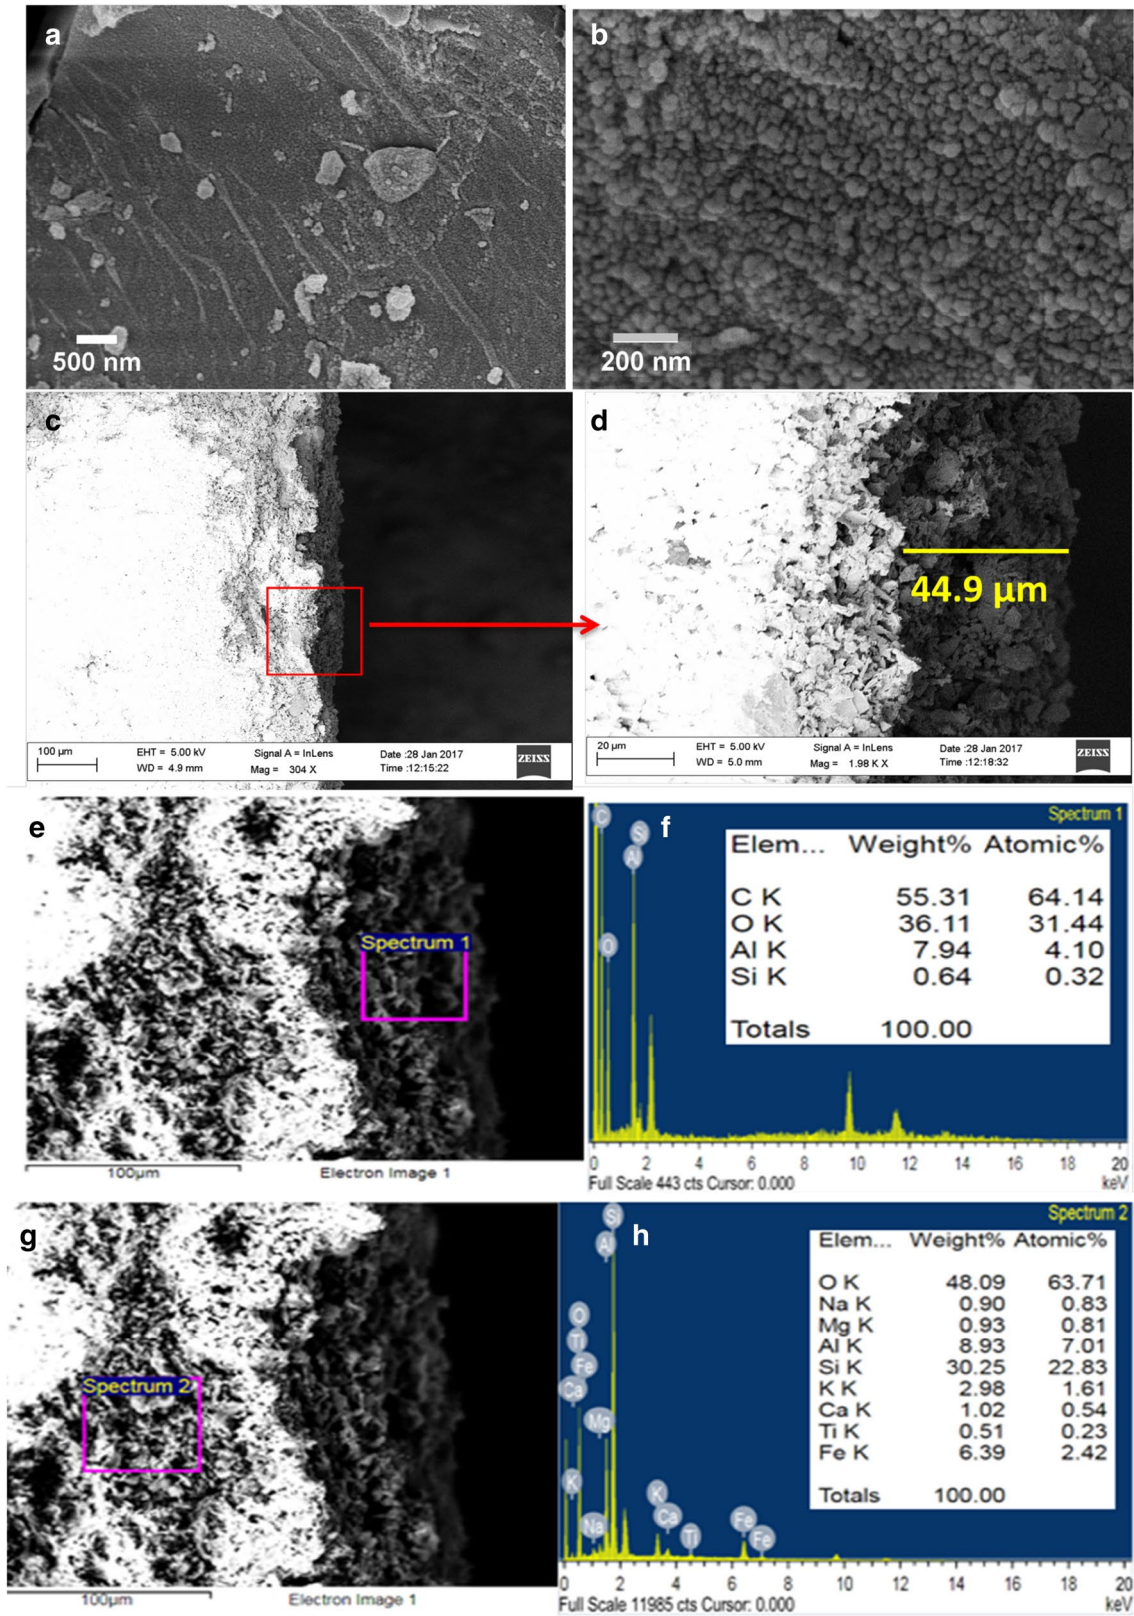 a
b
500 nm
200 nm
c
d
44.9 µm
100 µm
EHT = 5.00 kV
Signal A = InLens
Date :28 Jan 2017
WD = 4.9 mm
Mag = 304 X
Time :12:15:22
ZEISS
20 µm
EHT = 5.00 kV
Signal A = InLens
Date :28 Jan 2017
WD = 5.0 mm
Mag = 1.98 K X
Time :12:18:32
ZEISS
e
Spectrum 1
100µm
Electron Image 1
f
Spectrum 1
C
Si
Al
O
Elem... Weight% Atomic%
C K 55.31 64.14
O K 36.11 31.44
Al K 7.94 4.10
Si K 0.64 0.32
Totals 100.00
0 2 4 6 8 10 12 14 16 18 20
Full Scale 443 cts Cursor: 0.000 keV
g
Spectrum 2
100µm
Electron Image 1
h
Spectrum 2
Si
Al
O
Ti
Fe
Ca
Mg
K
Na
K
Ca
Ti
Fe
Fe
Elem... Weight% Atomic%
O K 48.09 63.71
Na K 0.90 0.83
Mg K 0.93 0.81
Al K 8.93 7.01
Si K 30.25 22.83
K K 2.98 1.61
Ca K 1.02 0.54
Ti K 0.51 0.23
Fe K 6.39 2.42
Totals 100.00
0 2 4 6 8 10 12 14 16 18 20
Full Scale 11985 cts Cursor: 0.000 keV